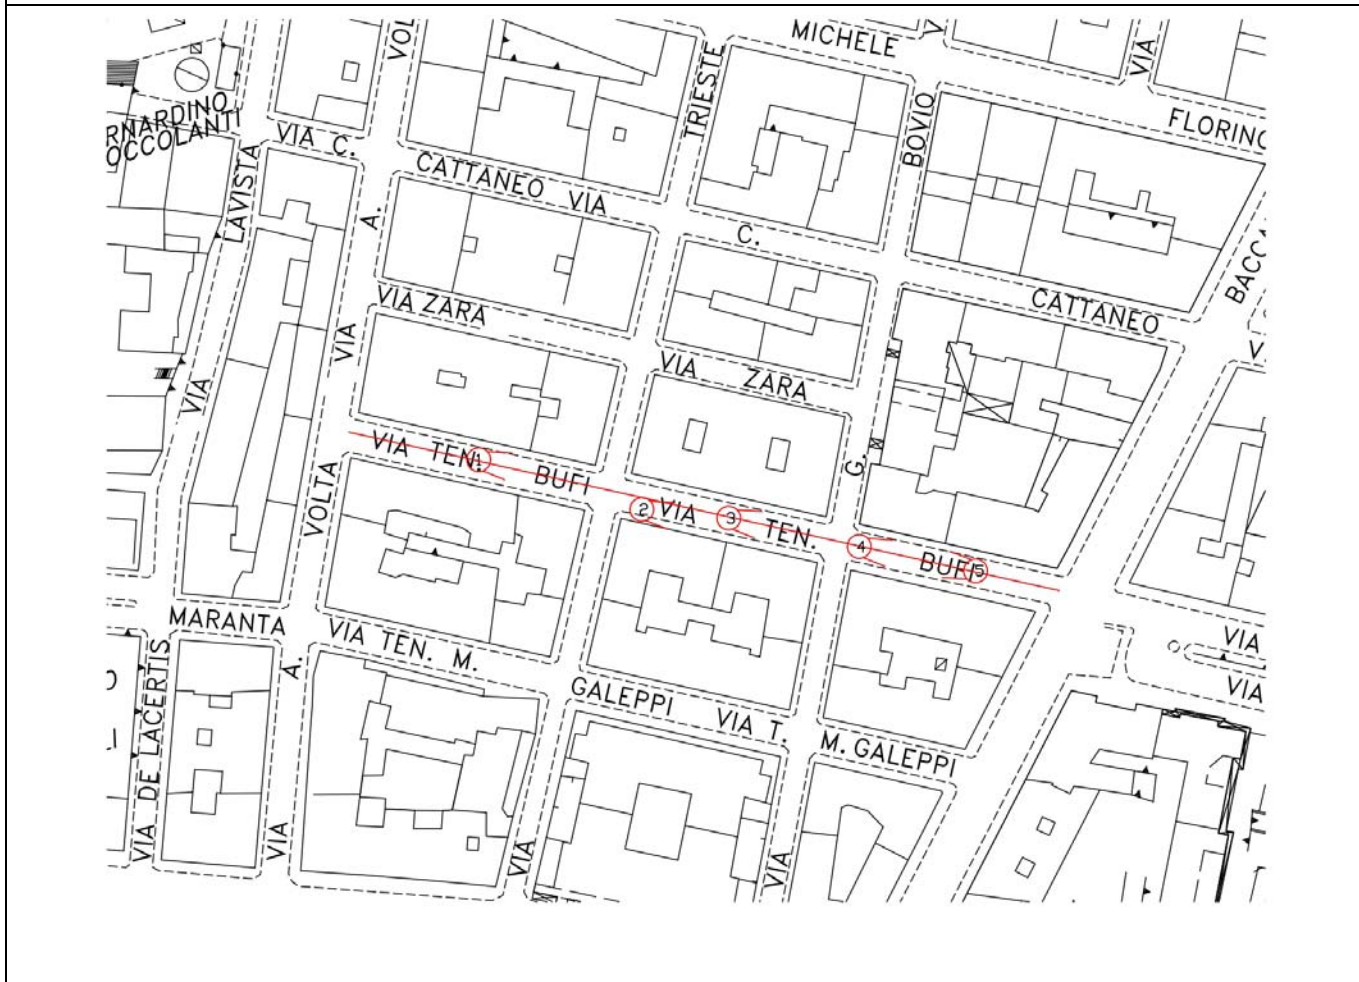 VOL
TRIESTE
MICHELE
V
VIA
FLORINO
BOVIO
RNARDINO
OCCOLANTI
LAVISTA
VIA C.
A.
CATTANEO VIA
C.
CATTANEO
BACCA
VIA ZARA
VIA ZARA
V
VIA
VIA
VIA TEN.
1
BUFI
2
VIA
3
TEN.
G.
4
BUFI
5
VOLTA
MARANTA
VIA TEN. M.
GALEPPI
VIA T.
M. GALEPPI
VIA
VIA
O
LI
VIA DE LACERTIS
A.
VIA
VIA
VIA